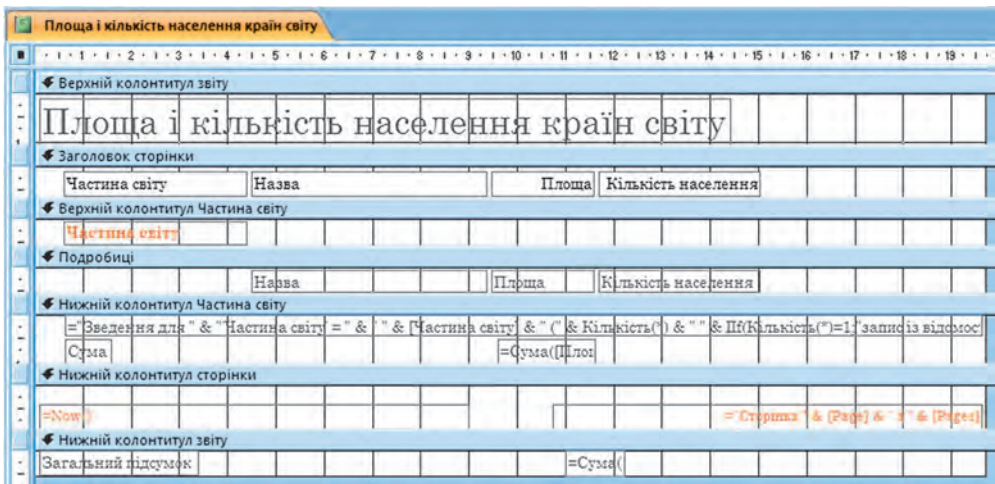 Площа і кількість населення країн світу
1 2 3 4 5 6 7 8 9 10 11 12 13 14 15 16 17 18 19
Верхній колонтитул звіту
Площа і кількість населення країн світу
Заголовок сторінки
Частина світу Назва Площа Кількість населення
Верхній колонтитул Частина світу
Частина світу
Подробиці
Назва Площа Кількість населення
Нижній колонтитул Частина світу
="Зведення для " & "'Частина світу' = " & " " & [Частина світу] & " (" & Кількість(*) & " " & IIf(Кількість(*)=1;"запис із відомос
Сума =Сума([Площ
Нижній колонтитул сторінки
=Now() ="Сторінка " & [Page] & " з " & [Pages]
Нижній колонтитул звіту
Загальний підсумок =Сума(